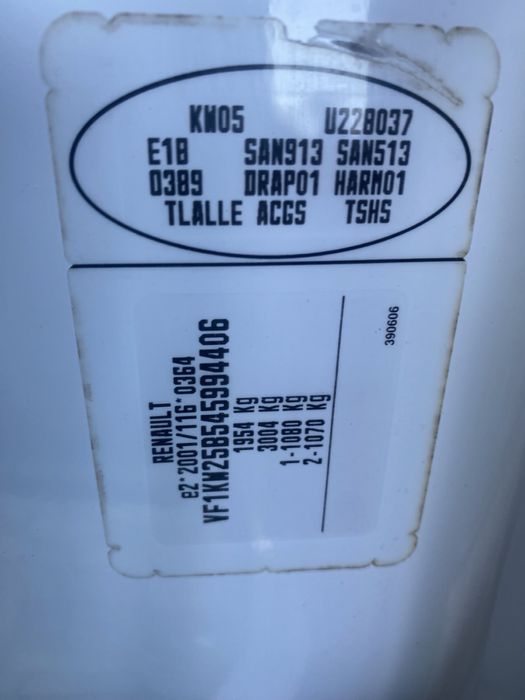 KW05 U228037
E1B SAN913 SAN513
0389 DRAP01 HARM01
TLALLE ACGS TSHS
RENAULT
e2*2001/116*0364
VF1KW25B545994406
1954 Kg
3004 Kg
1-1080 Kg
2-1070 Kg
390606